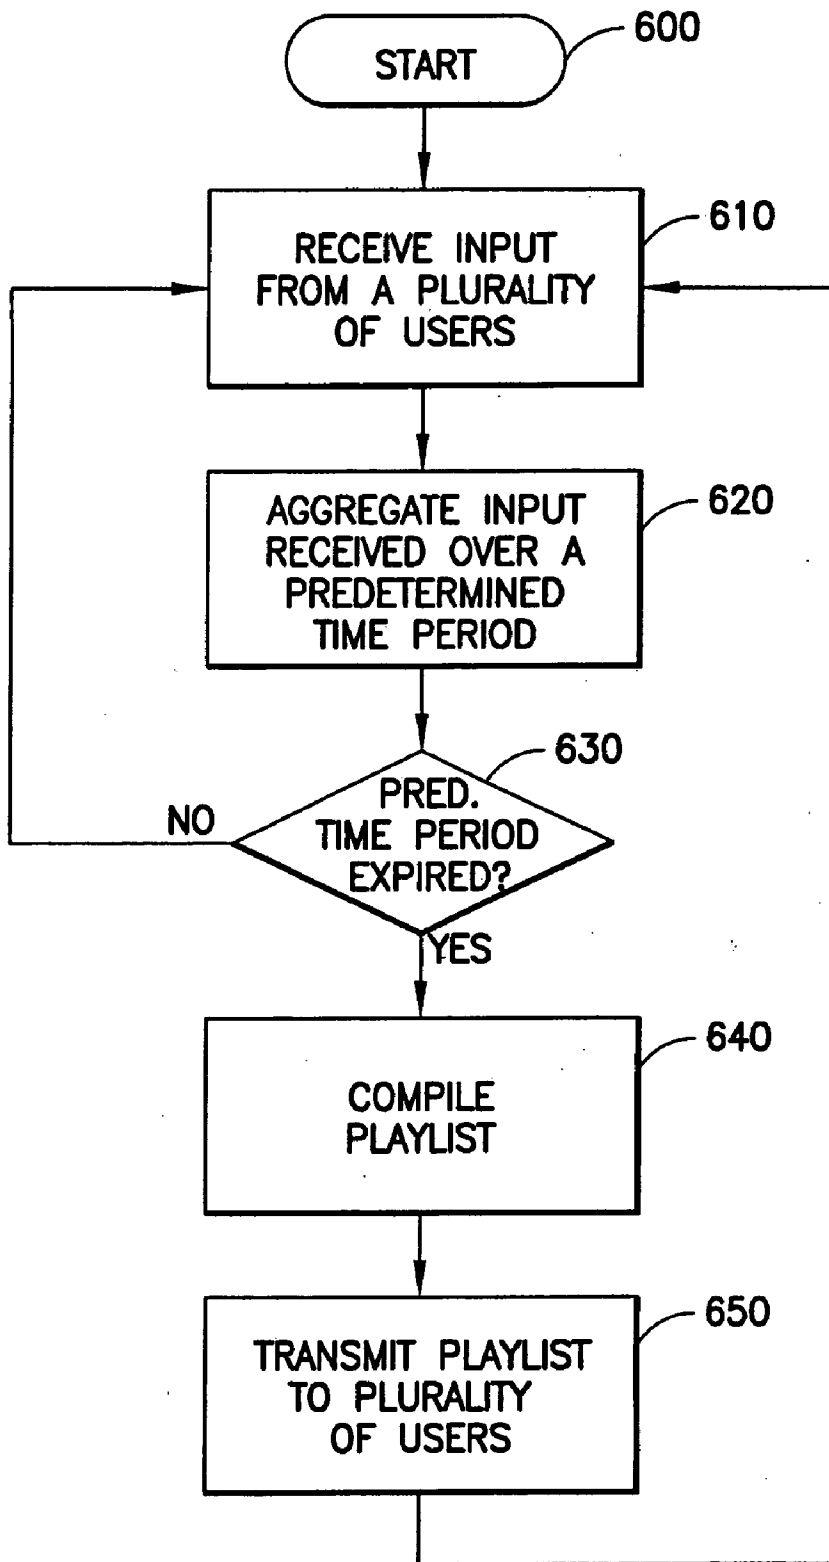 600
START
610
RECEIVE INPUT
FROM A PLURALITY
OF USERS
620
AGGREGATE INPUT
RECEIVED OVER A
PREDETERMINED
TIME PERIOD
630
PRED.
TIME PERIOD
EXPIRED?
NO
YES
640
COMPILE
PLAYLIST
650
TRANSMIT PLAYLIST
TO PLURALITY
OF USERS